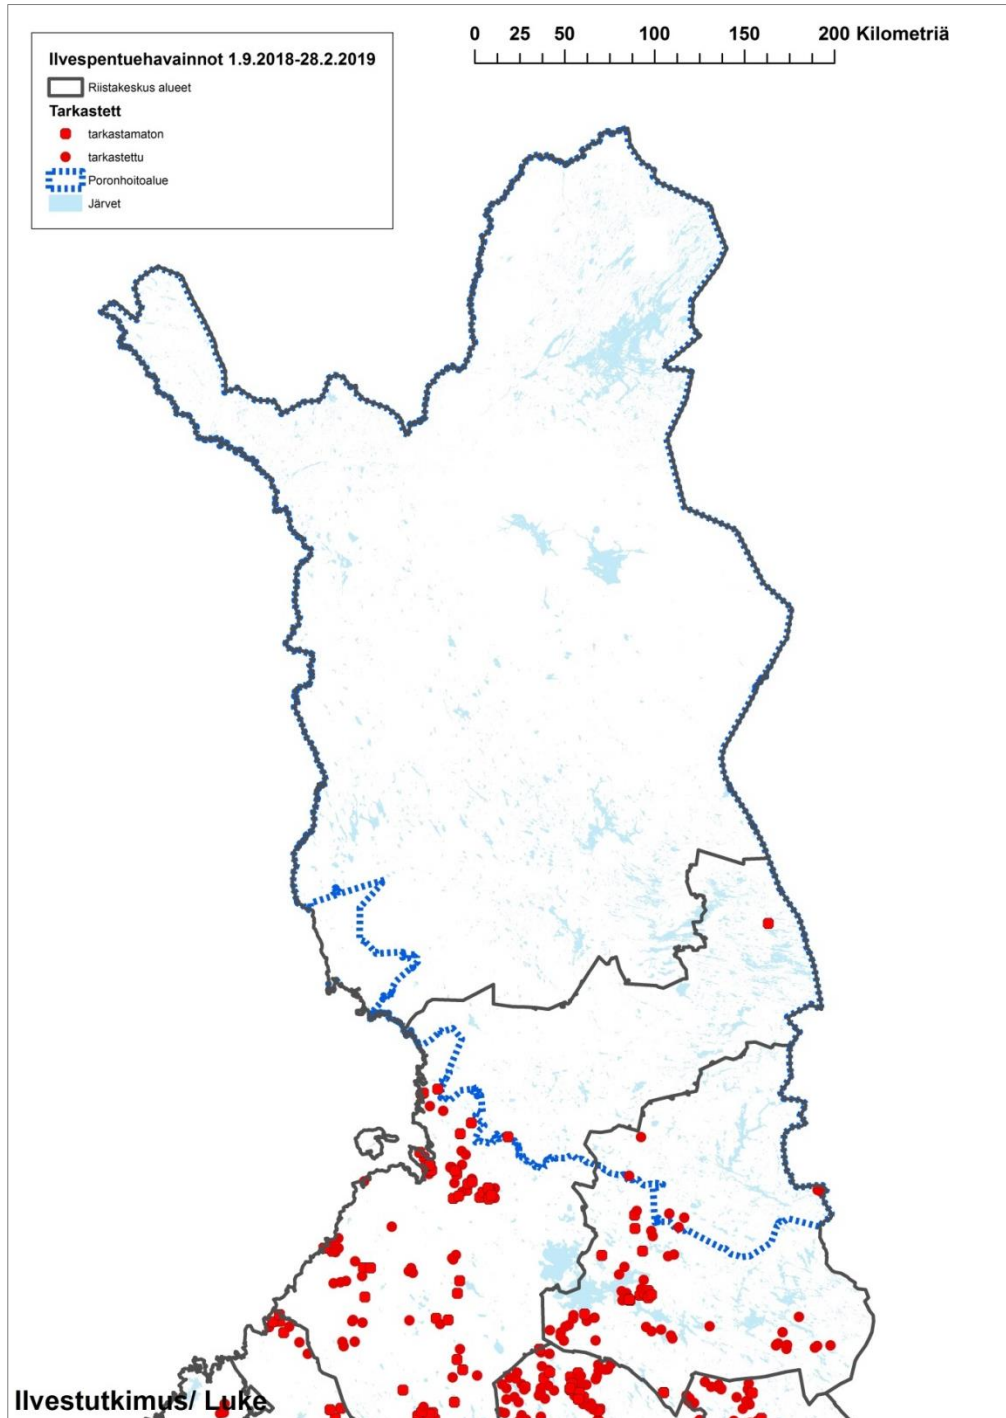 0 25 50 100 150 200 Kilometriä
Ilvespentuehavainnot 1.9.2018-28.2.2019
Riistakeskus alueet
Tarkastett
tarkastamaton
tarkastettu
Poronhoitoalue
Järvet
Ilvestutkimus/ Luke